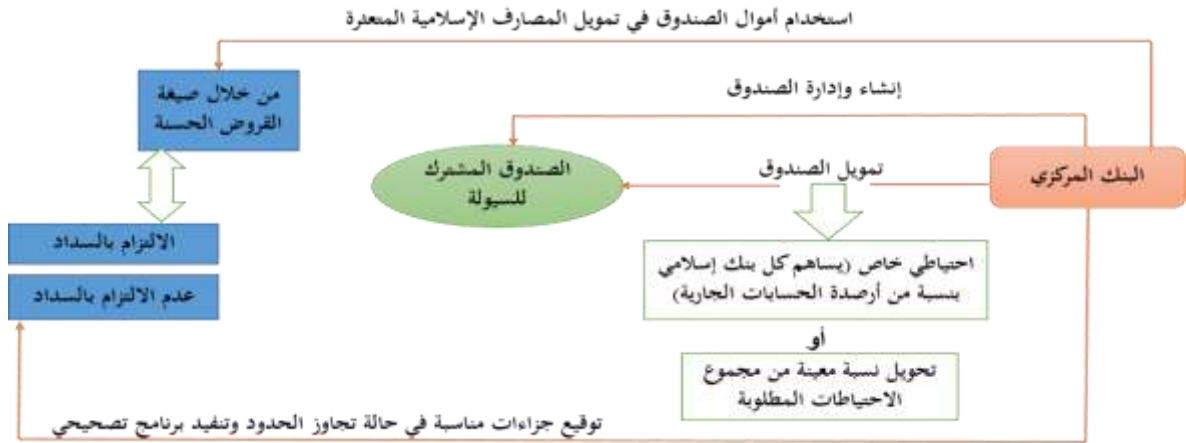 استخدام أموال الصندوق في تمويل المصارف الإسلامية المتعذرة
من خلال صيغة
القروض الحسنة
إنشاء وإدارة الصندوق
الصندوق المشترك
للسيولة
تمويل الصندوق
البنك المركزي
الالتزام بالسداد
عدم الالتزام بالسداد
احتياطي خاص (يساهم كل بنك إسلامي
بنسبة من أرصدة الحسابات الجارية)
أو
تحويل نسبة معينة من مجموع
الاحتياطات المطلوبة
توقيع جزاءات مناسبة في حالة تجاوز الحدود وتنفيد برنامج تصحيحي